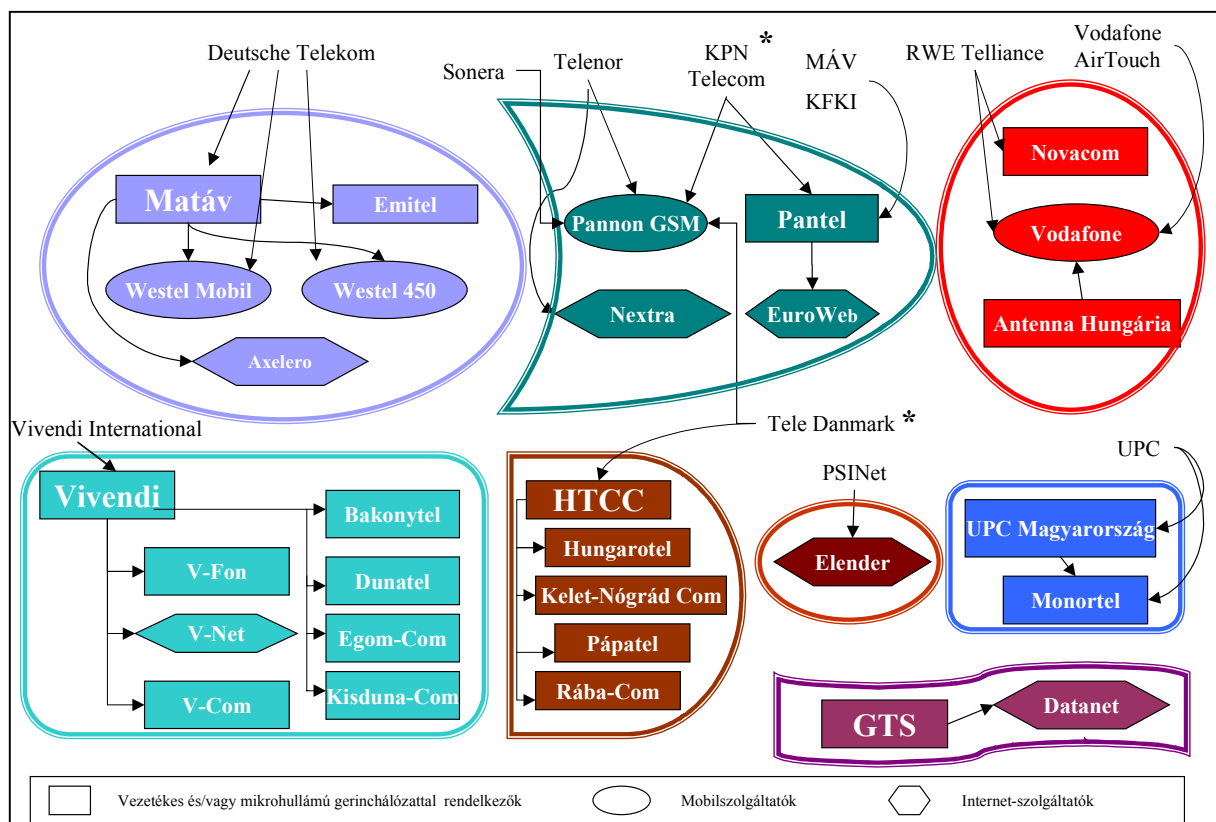 Deutsche Telekom
Sonera
Telenor
KPN *
Telecom
MÁV
KFKI
RWE Telliance
Vodafone
AirTouch
Matáv
Emitel
Westel Mobil
Westel 450
Axelero
Pannon GSM
Pantel
Nextra
EuroWeb
Novacom
Vodafone
Antenna Hungária
Vivendi International
Tele Danmark *
PSINet
UPC
Vivendi
Bakonytel
V-Fon
Dunatel
V-Net
Egom-Com
V-Com
Kisduna-Com
HTCC
Hungarotel
Kelet-Nógrád Com
Pápatel
Rába-Com
Elender
UPC Magyarország
Monortel
GTS
Datanet
Vezetékes és/vagy mikrohullámú gerinchálózattal rendelkezők
Mobilszolgáltatók
Internet-szolgáltatók